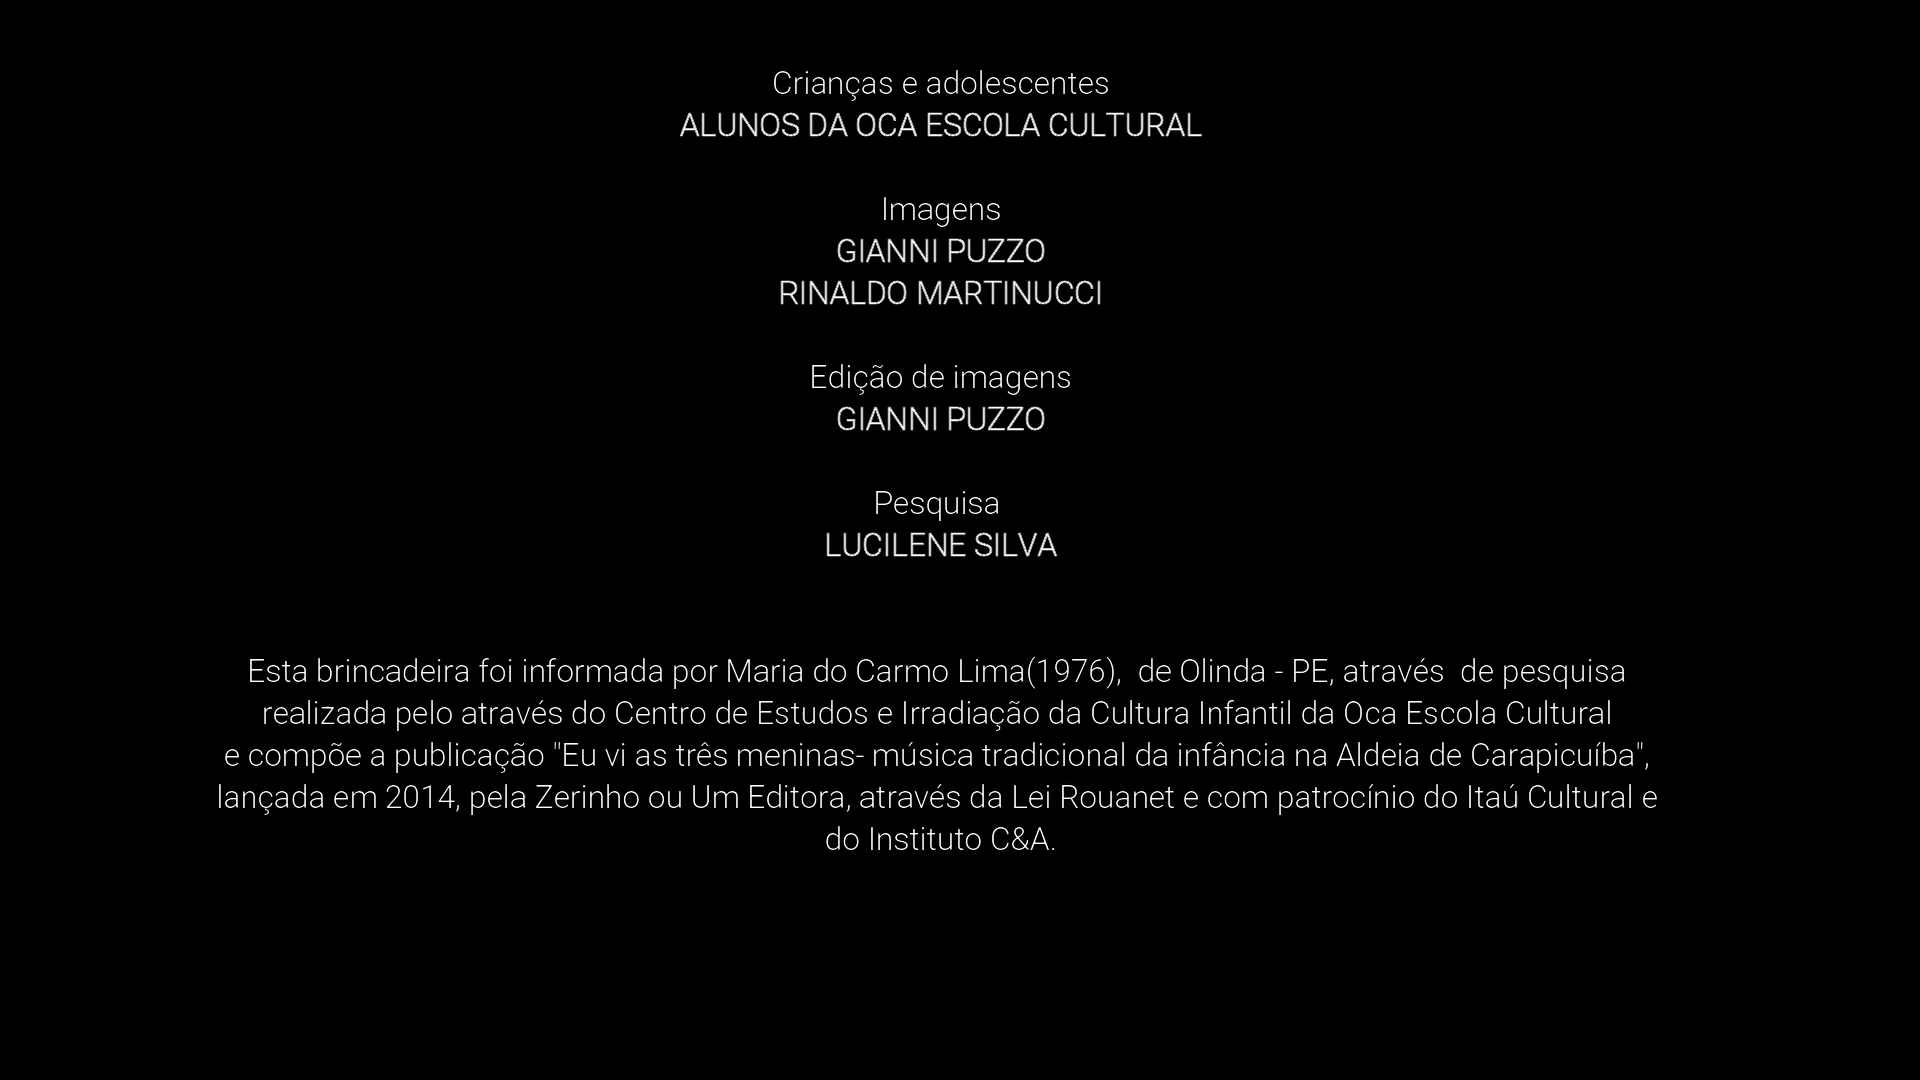 Crianças e adolescentes
ALUNOS DA OCA ESCOLA CULTURAL
Imagens
GIANNI PUZZO
RINALDO MARTINUCCI
Edição de imagens
GIANNI PUZZO
Pesquisa
LUCILENE SILVA
Esta brincadeira foi informada por Maria do Carmo Lima(1976),  de Olinda - PE, através  de pesquisa
realizada pelo através do Centro de Estudos e Irradiação da Cultura Infantil da Oca Escola Cultural
e compõe a publicação "Eu vi as três meninas- música tradicional da infância na Aldeia de Carapicuíba",
lançada em 2014, pela Zerinho ou Um Editora, através da Lei Rouanet e com patrocínio do Itaú Cultural e
do Instituto C&A.